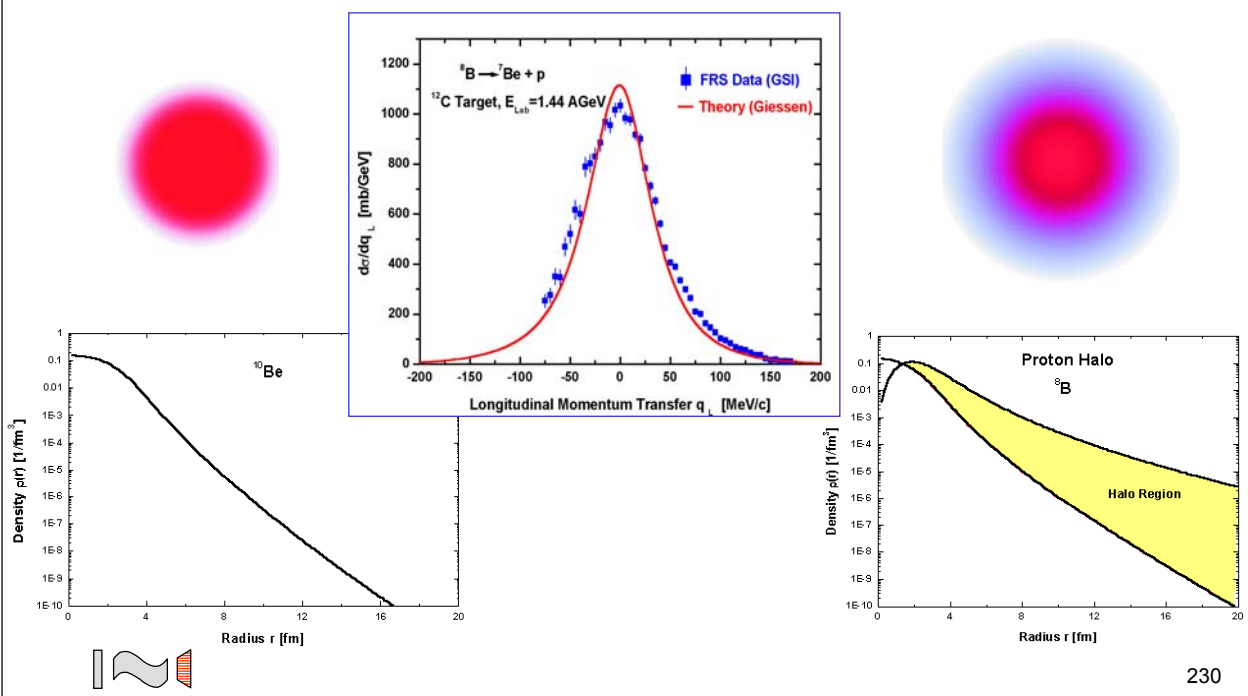 ⁸B → ⁷Be + p
¹²C Target, E_Lab=1.44 AGeV
FRS Data (GSI)
Theory (Giessen)
dσ/dq_L [mb/GeV]
1200
1000
800
600
400
200
0
-200 -150 -100 -50 0 50 100 150 200
Longitudinal Momentum Transfer q_L [MeV/c]
¹⁰Be
Density ρ(r) [1/fm³]
1
0.1
0.01
1E-3
1E-4
1E-5
1E-6
1E-7
1E-8
1E-9
1E-10
0 4 8 12 16 20
Radius r [fm]
Proton Halo
⁸B
Halo Region
Density ρ(r) [1/fm³]
1
0.1
0.01
1E-3
1E-4
1E-5
1E-6
1E-7
1E-8
1E-9
1E-10
0 4 8 12 16 20
Radius r [fm]
230